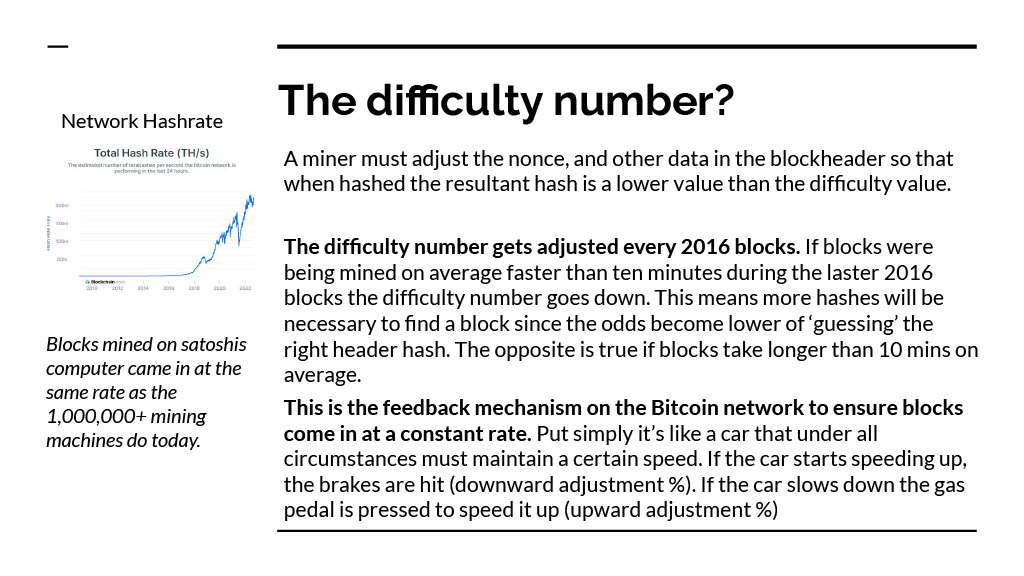 The difficulty number?
Network Hashrate
Total Hash Rate (TH/s)
The estimated number of terahashes per second the bitcoin network is
performing in the last 24 hours.
200m
150m
100m
50m
Blockchain.com
2010 2012 2014 2016 2018 2020 2022
Blocks mined on satoshis
computer came in at the
same rate as the
1,000,000+ mining
machines do today.
A miner must adjust the nonce, and other data in the blockheader so that
when hashed the resultant hash is a lower value than the difficulty value.
The difficulty number gets adjusted every 2016 blocks. If blocks were
being mined on average faster than ten minutes during the laster 2016
blocks the difficulty number goes down. This means more hashes will be
necessary to find a block since the odds become lower of ‘guessing’ the
right header hash. The opposite is true if blocks take longer than 10 mins on
average.
This is the feedback mechanism on the Bitcoin network to ensure blocks
come in at a constant rate. Put simply it’s like a car that under all
circumstances must maintain a certain speed. If the car starts speeding up,
the brakes are hit (downward adjustment %). If the car slows down the gas
pedal is pressed to speed it up (upward adjustment %)